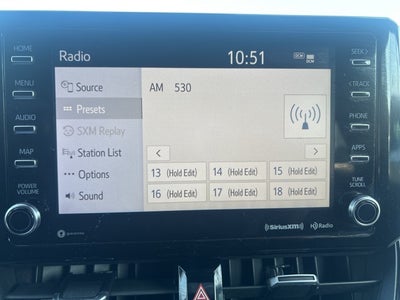 Radio 10:51 DCM
HOME
MENU
AUDIO
MAP
POWER
VOLUME
Source
Presets
SXM Replay
Station List
Options
Sound
AM 530
<
>
13 (Hold Edit) 14 (Hold Edit) 15 (Hold Edit)
16 (Hold Edit) 17 (Hold Edit) 18 (Hold Edit)
SEEK>
<TRACK
PHONE
APPS
TUNE
SCROLL
SiriusXM HD Radio